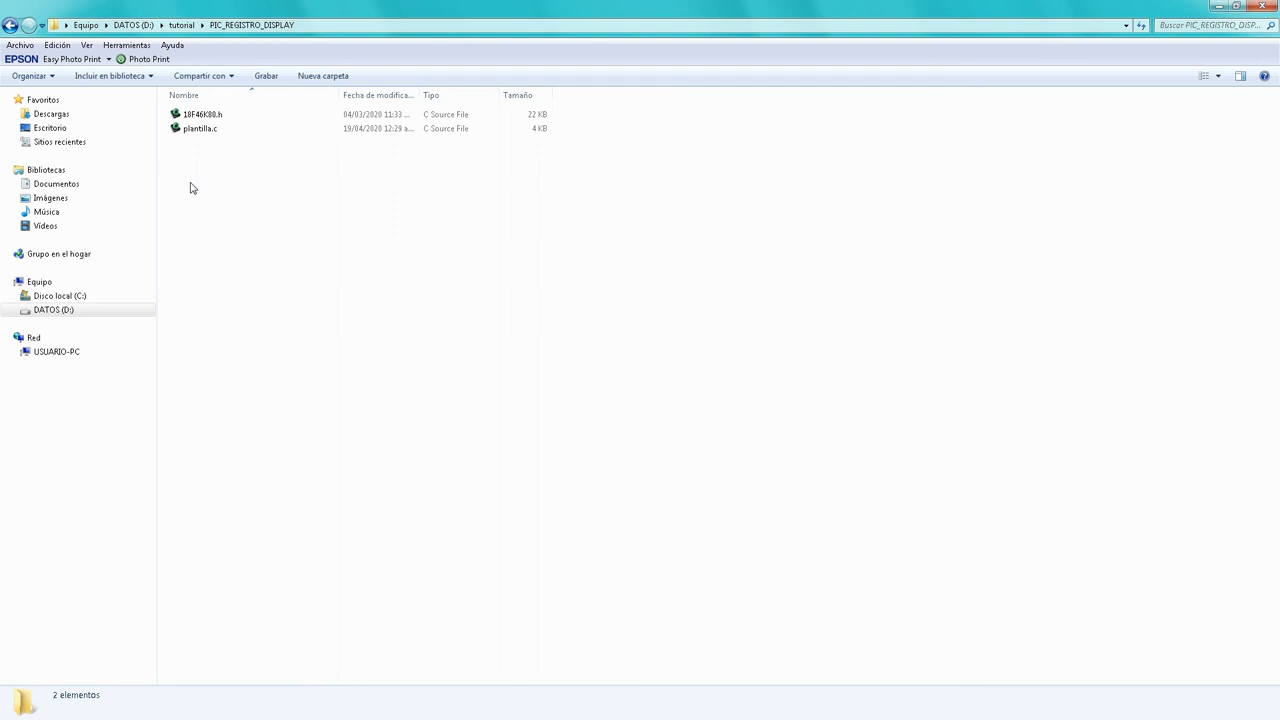 Equipo DATOS (D:) tutorial PIC_REGISTRO_DISPLAY Buscar PIC_REGISTRO_DISP...
Archivo Edición Ver Herramientas Ayuda
EPSON Easy Photo Print Photo Print
Organizar Incluir en biblioteca Compartir con Grabar Nueva carpeta
Nombre Fecha de modifica... Tipo Tamaño
18F46K80.h 04/03/2020 11:33 ... C Source File 22 KB
plantilla.c 19/04/2020 12:29 a... C Source File 4 KB
Favoritos
Descargas
Escritorio
Sitios recientes
Bibliotecas
Documentos
Imágenes
Música
Vídeos
Grupo en el hogar
Equipo
Disco local (C:)
DATOS (D:)
Red
USUARIO-PC
2 elementos